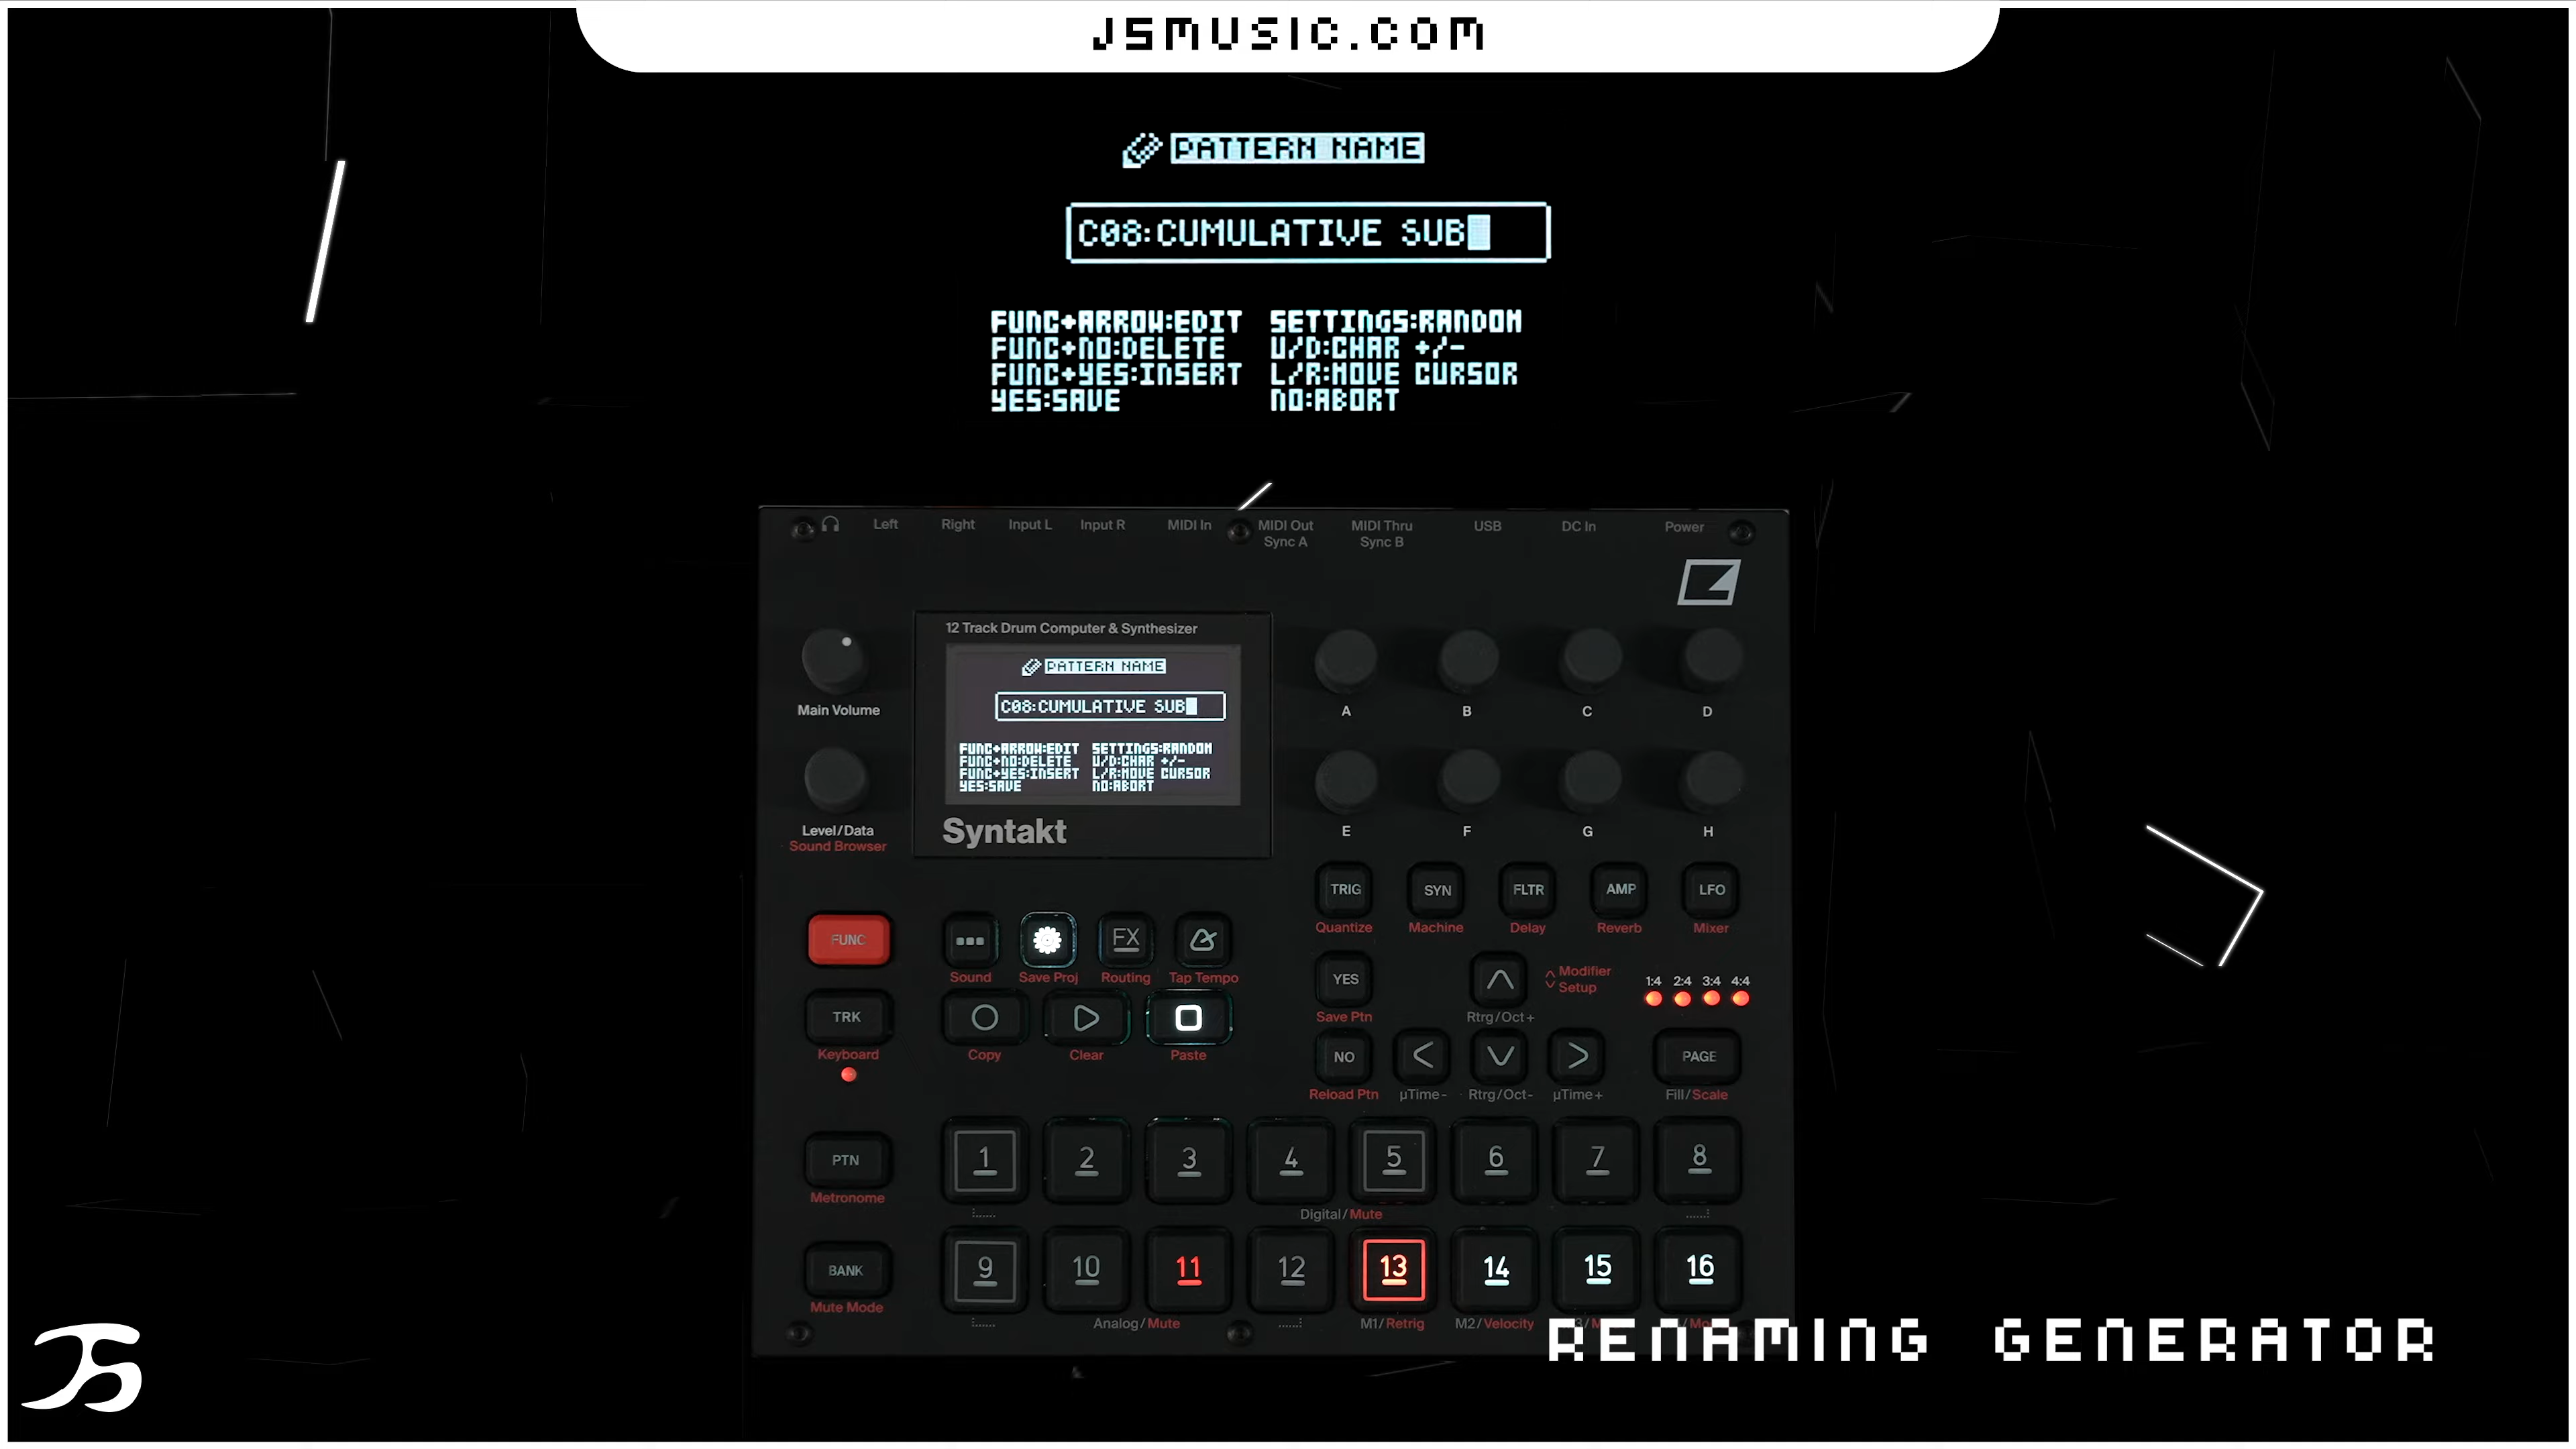 JSMUSIC.COM
PATTERN NAME
C08:CUMULATIVE SUB
FUNC+ARROW:EDIT SETTINGS:RANDOM
FUNC+NO:DELETE U/D:CHAR +/-
FUNC+YES:INSERT L/R:MOVE CURSOR
YES:SAVE NO:ABORT
Left Right Input L Input R MIDI In MIDI Out MIDI Thru USB DC In Power
Sync A Sync B
12 Track Drum Computer & Synthesizer
PATTERN NAME
C08:CUMULATIVE SUB
FUNC+ARROW:EDIT SETTINGS:RANDOM
FUNC+NO:DELETE U/D:CHAR +/-
FUNC+YES:INSERT L/R:MOVE CURSOR
YES:SAVE NO:ABORT
Syntakt
Main Volume
A B C D
Level/Data
Sound Browser
E F G H
TRIG SYN FLTR AMP LFO
Quantize Machine Delay Reverb Mixer
FUNC FX
Sound Save Proj Routing Tap Tempo
YES
Save Ptn
Rtrg/Oct+
Modifier
Setup
1:4 2:4 3:4 4:4
TRK
Keyboard
Copy Clear Paste
NO PAGE
Reload Ptn µTime- Rtrg/Oct- µTime+ Fill/Scale
PTN
Metronome
1 2 3 4 5 6 7 8
Digital/Mute
BANK
Mute Mode
9 10 11 12 13 14 15 16
Analog/Mute M1/Retrig M2/Velocity
RENAMING GENERATOR
JS